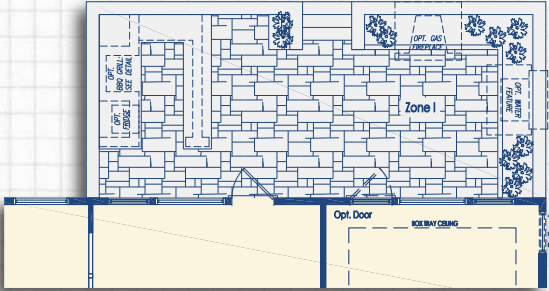 OPT. GAS
FIREPLACE
OPT.
BBQ GRILL:
SEE DETAIL
OPT.
FRIDGE
Zone 1
OPT. WATER
FEATURE
Opt. Door
BOX TRAY CEILING